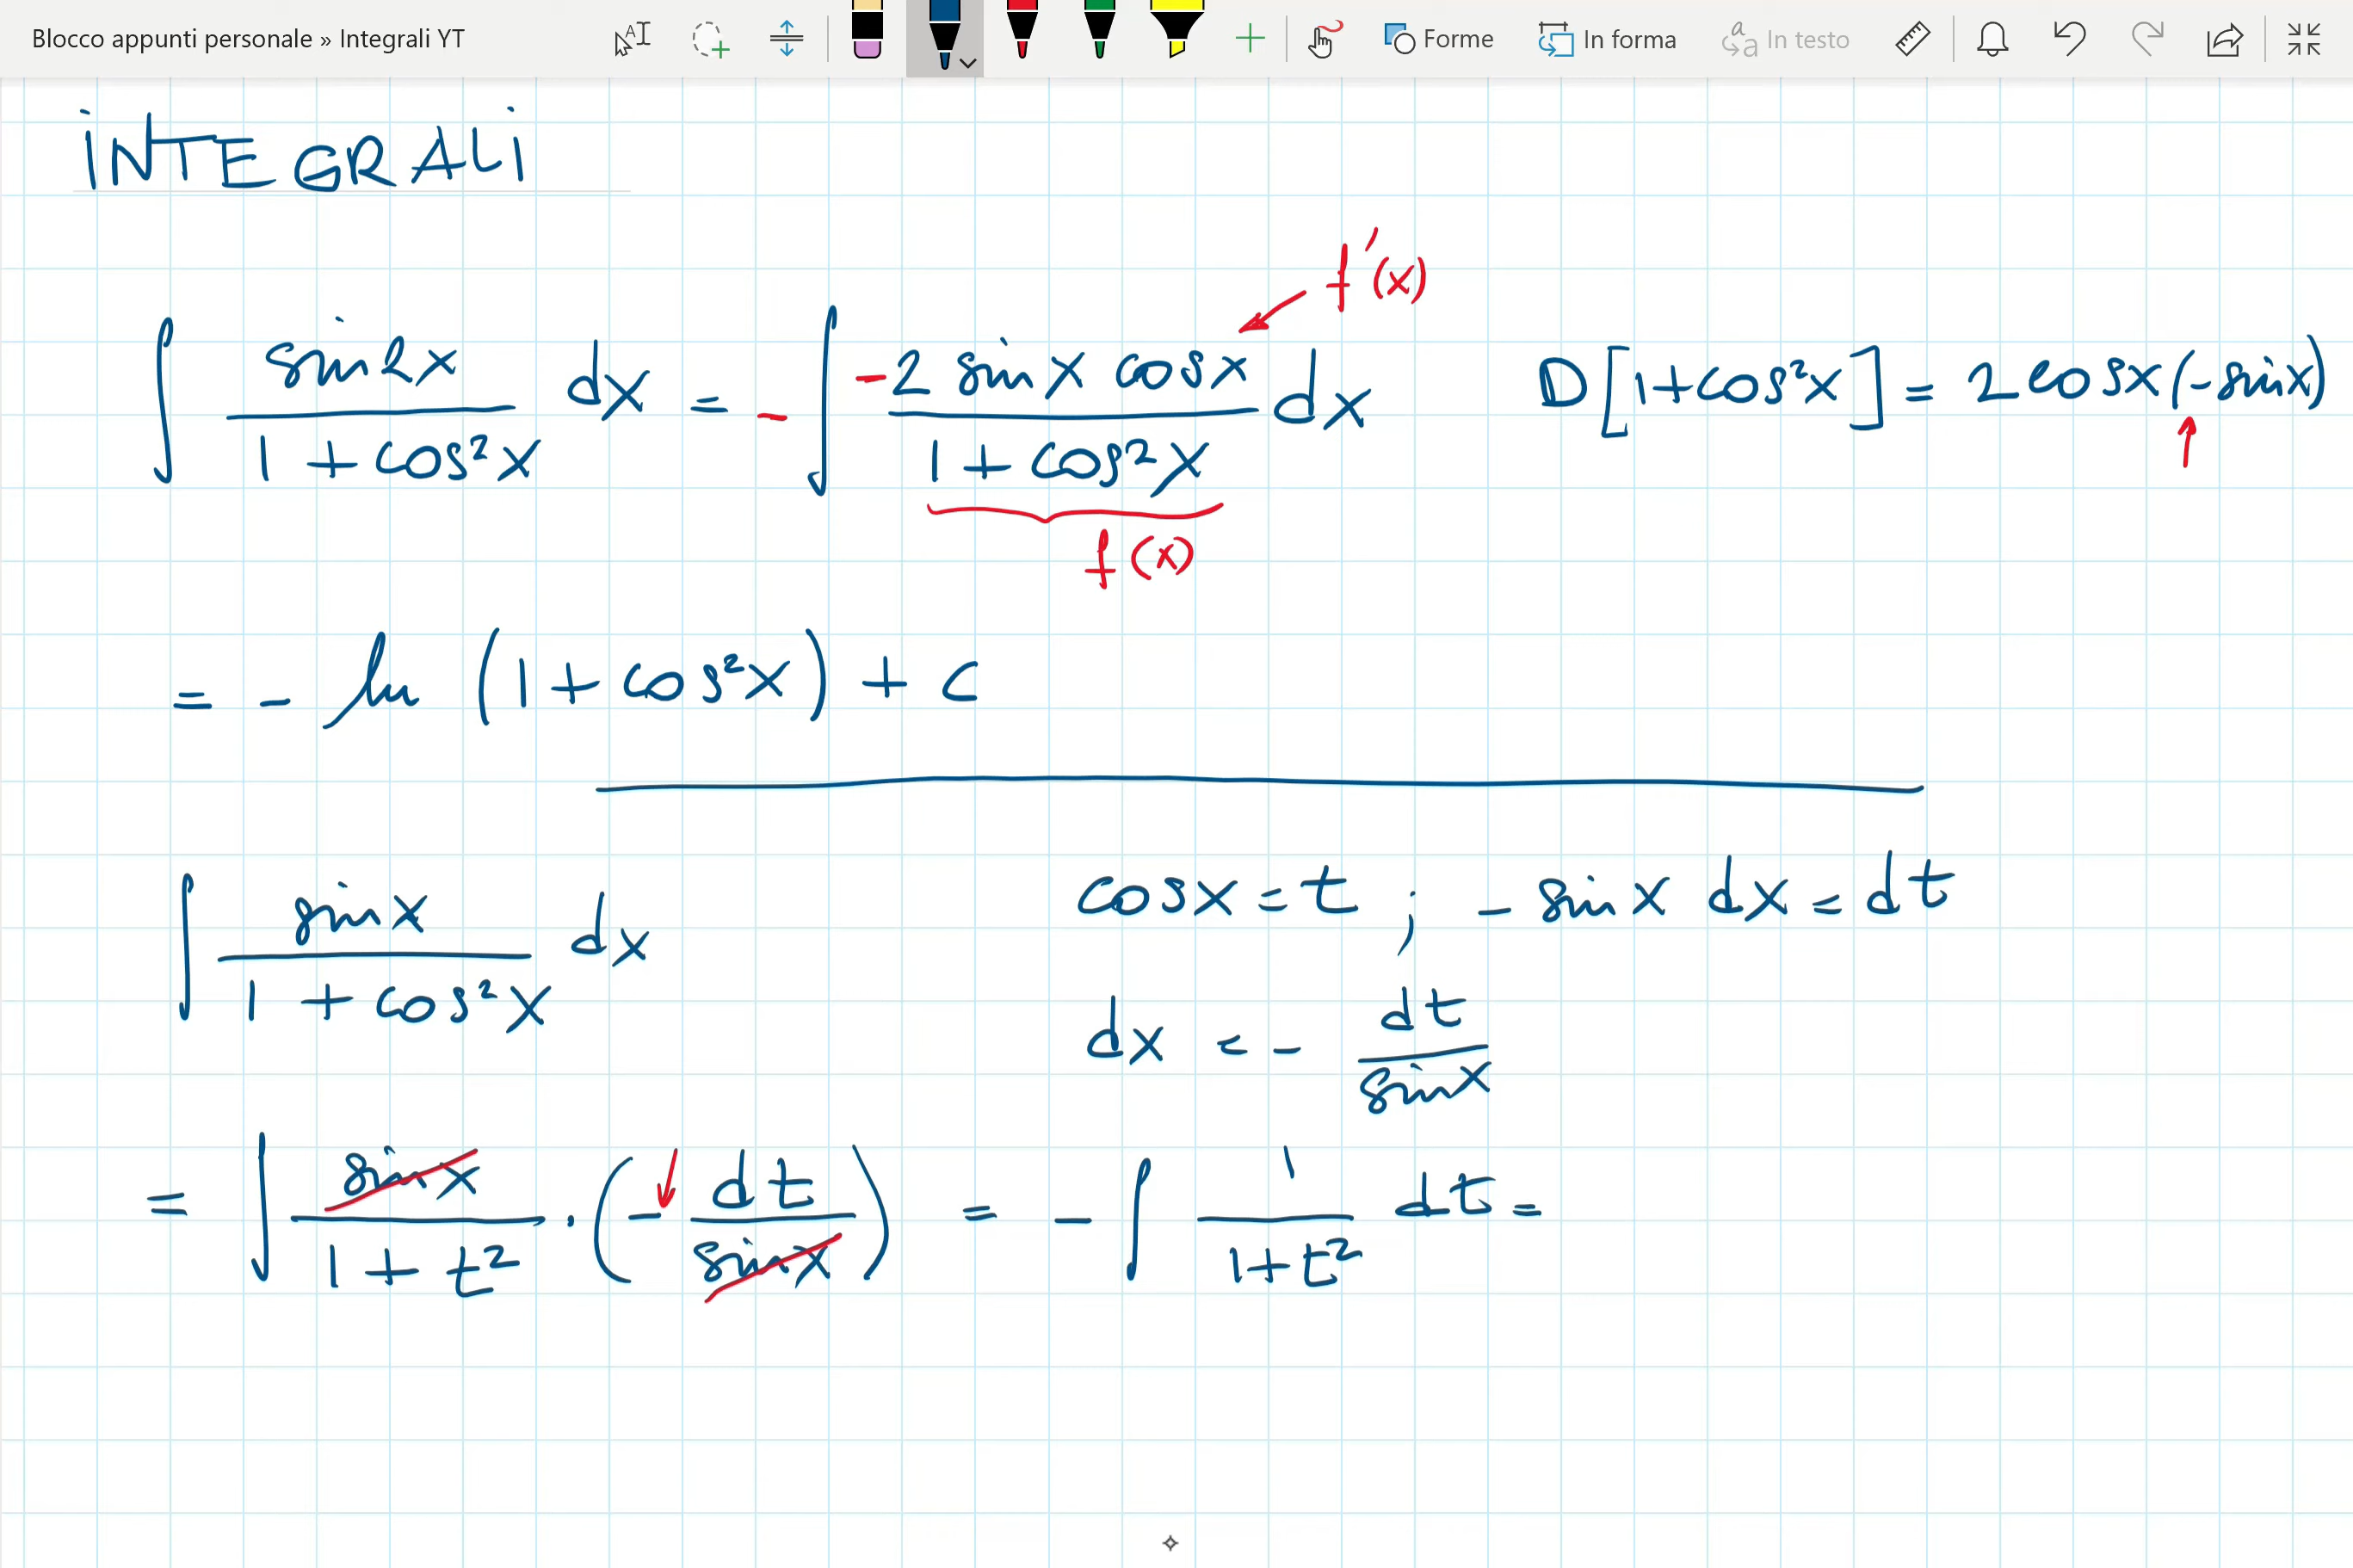 Blocco appunti personale » Integrali YT
Forme In forma In testo
INTEGRALI
f'(x)
∫ sin2x / (1 + cos²x) dx = - ∫ -2 sinx cosx / (1 + cos²x) dx D[1+cos²x] = 2cosx(-sinx)
f(x)
= - ln (1 + cos²x) + c
∫ sinx / (1 + cos²x) dx cosx = t ; - sinx dx = dt
dx = - dt / sinx
= ∫ sinx / (1 + t²) · (- dt / sinx) = - ∫ 1 / (1+t²) dt =